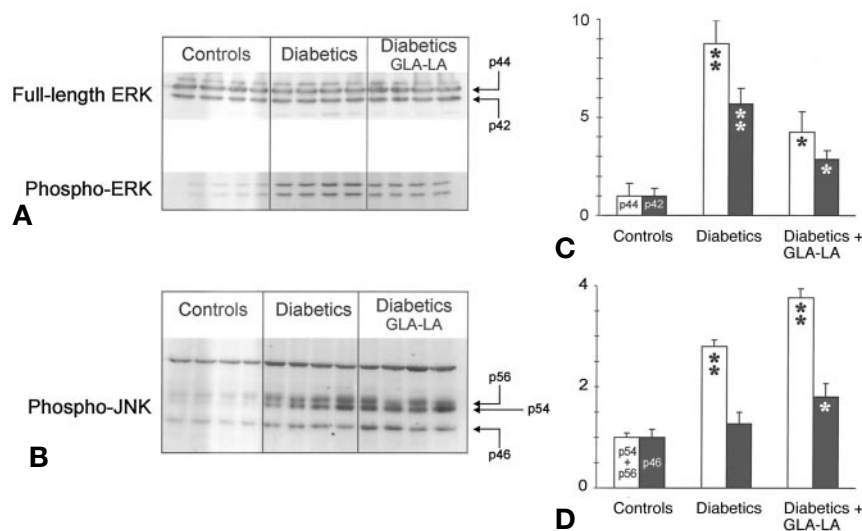 Controls
Diabetics
Diabetics
GLA-LA
Full-length ERK
p44
p42
Phospho-ERK
A
10
5
0
**
**
*
*
p44
p42
Controls
Diabetics
Diabetics +
GLA-LA
C
Controls
Diabetics
Diabetics
GLA-LA
Phospho-JNK
p56
p54
p46
B
4
2
0
**
**
*
p54
+
p56
p46
Controls
Diabetics
Diabetics +
GLA-LA
D